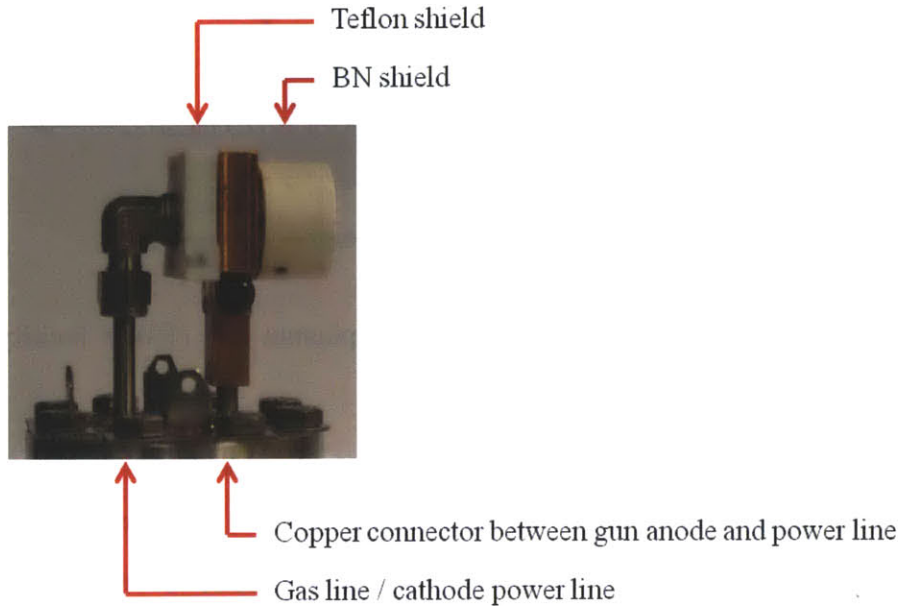 Teflon shield
BN shield
Copper connector between gun anode and power line
Gas line / cathode power line